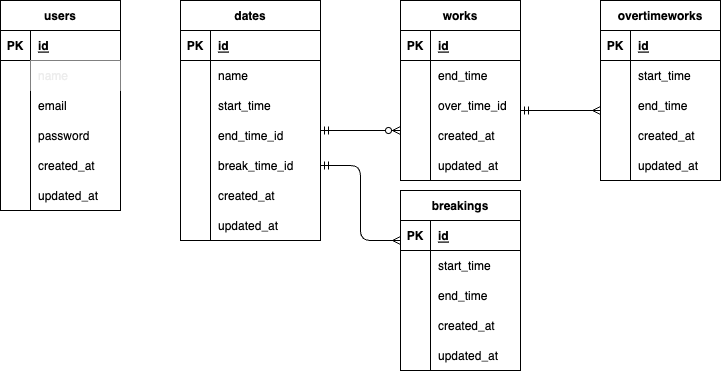 users
PK id
name
email
password
created_at
updated_at
dates
PK id
name
start_time
end_time_id
break_time_id
created_at
updated_at
works
PK id
end_time
over_time_id
created_at
updated_at
overtimeworks
PK id
start_time
end_time
created_at
updated_at
breakings
PK id
start_time
end_time
created_at
updated_at